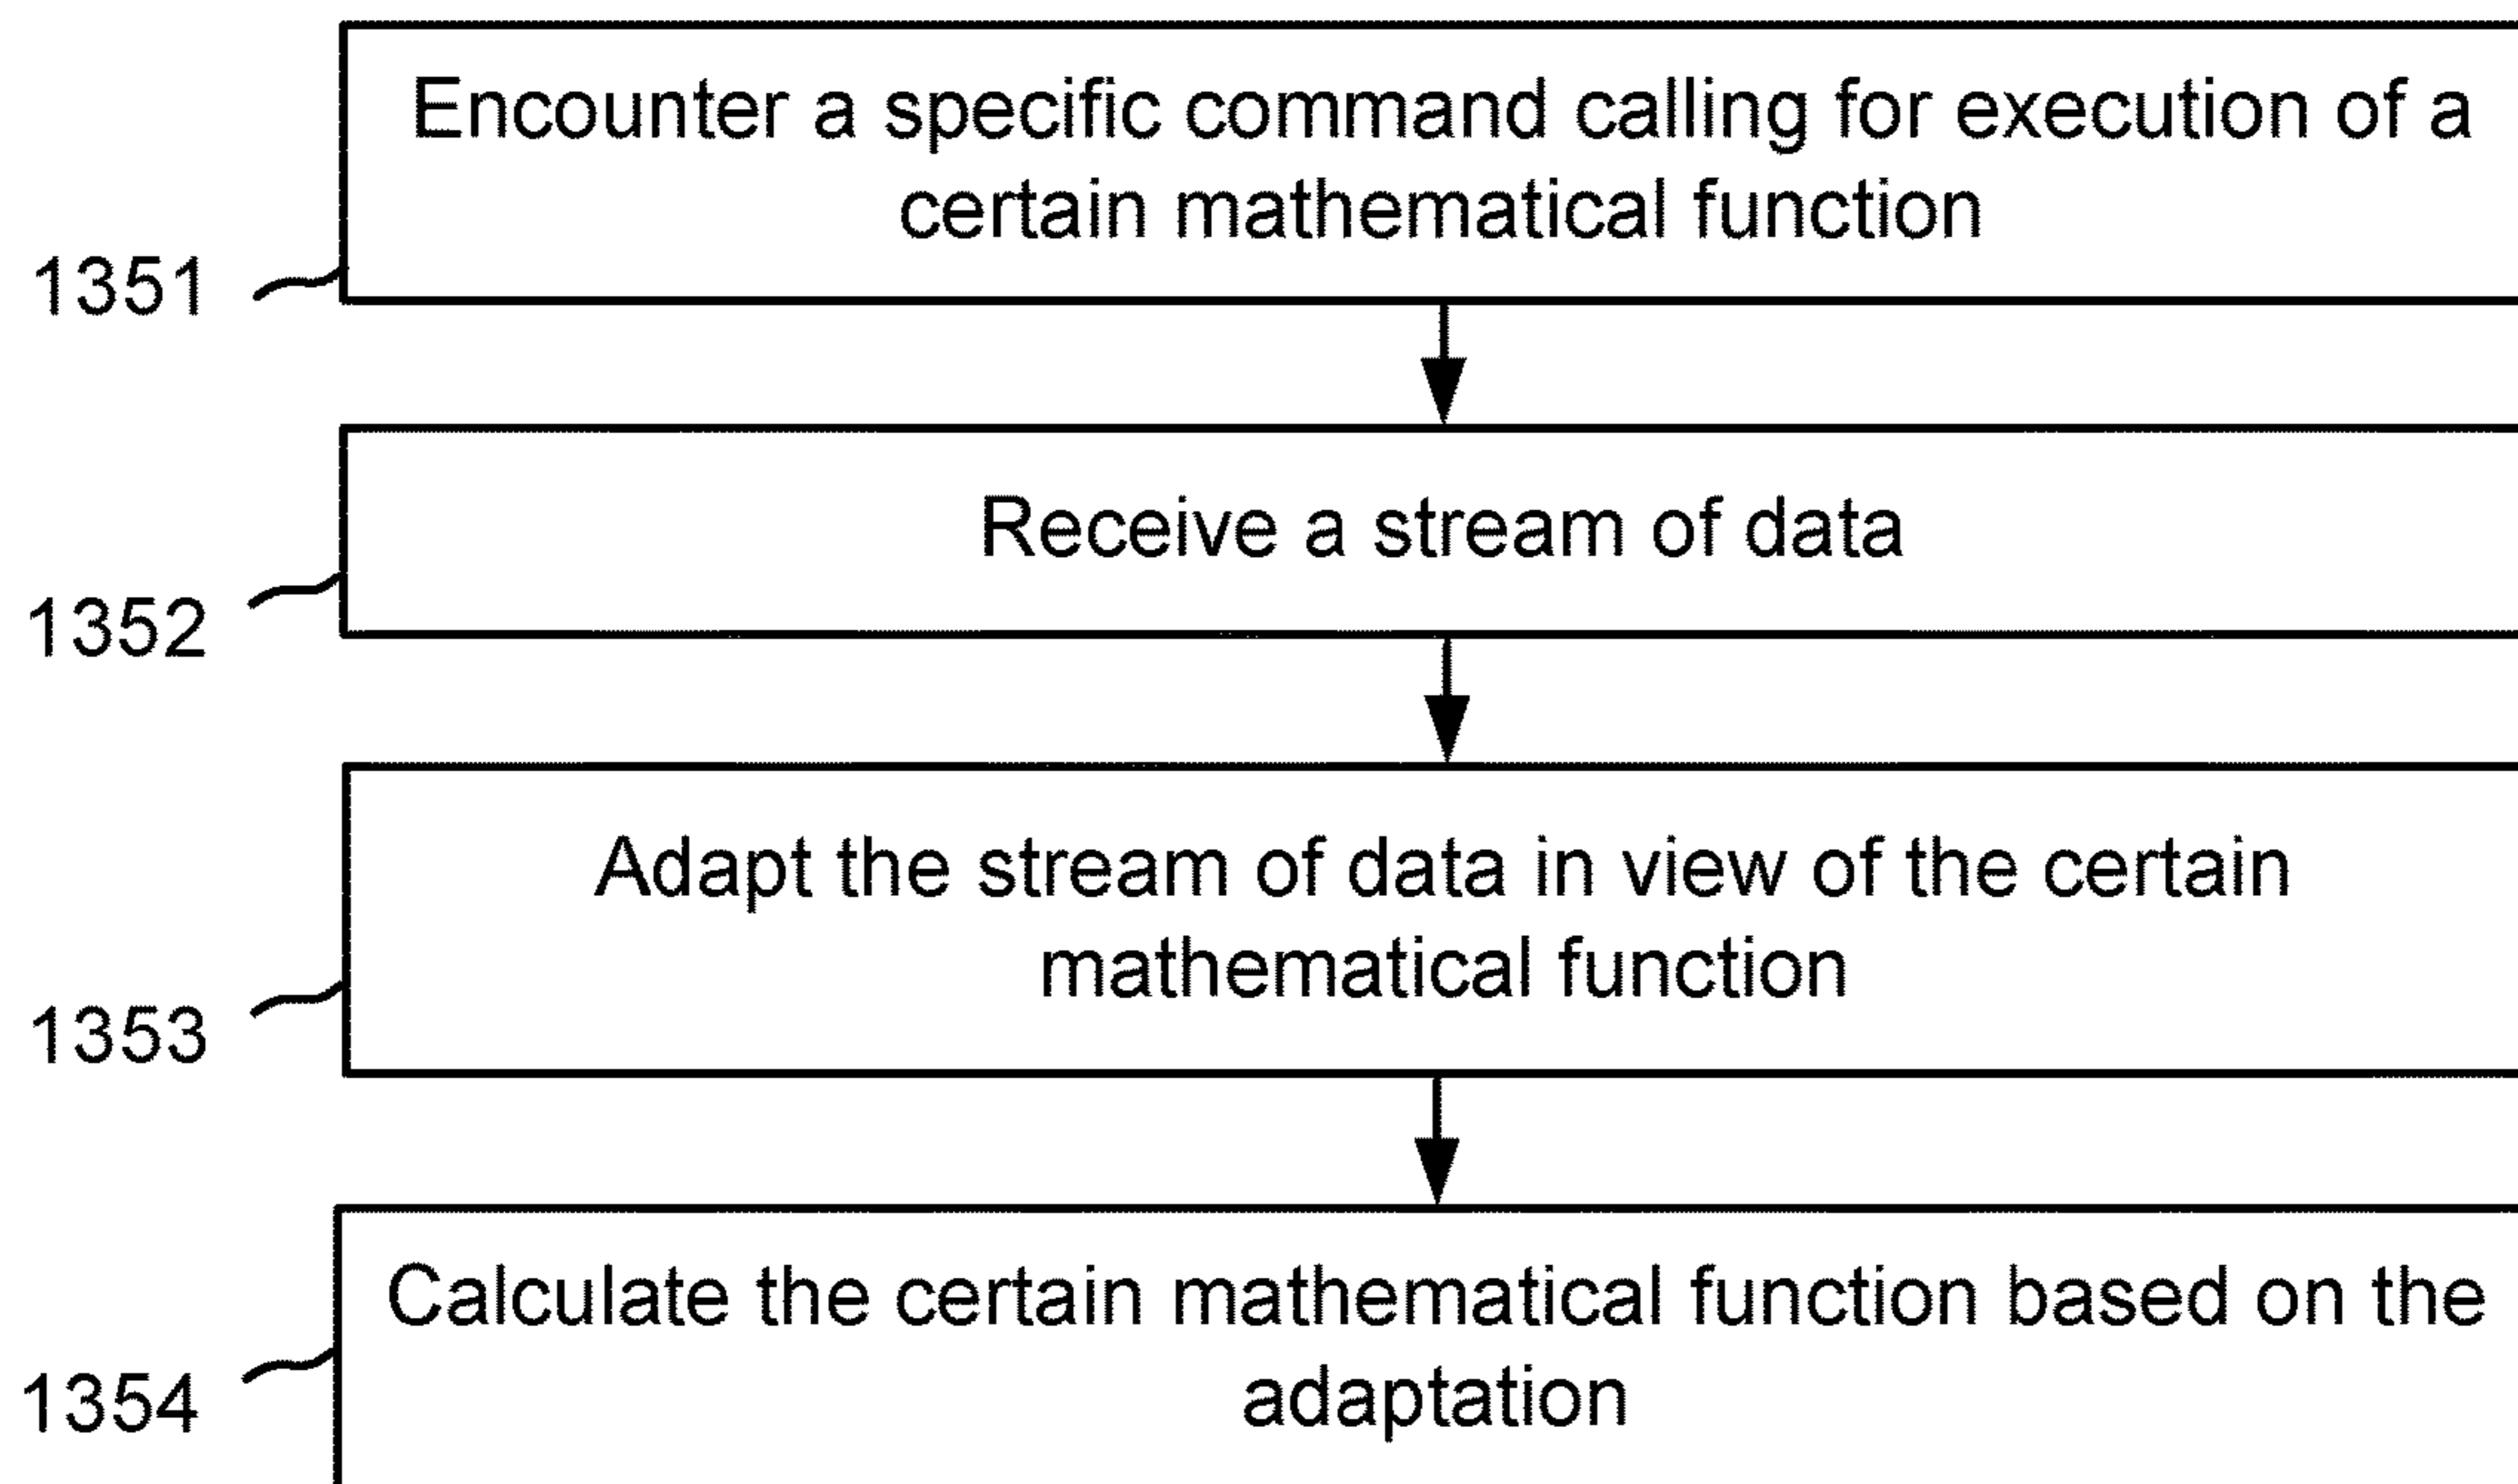 Encounter a specific command calling for execution of a
certain mathematical function
1351
Receive a stream of data
1352
Adapt the stream of data in view of the certain
mathematical function
1353
Calculate the certain mathematical function based on the
adaptation
1354